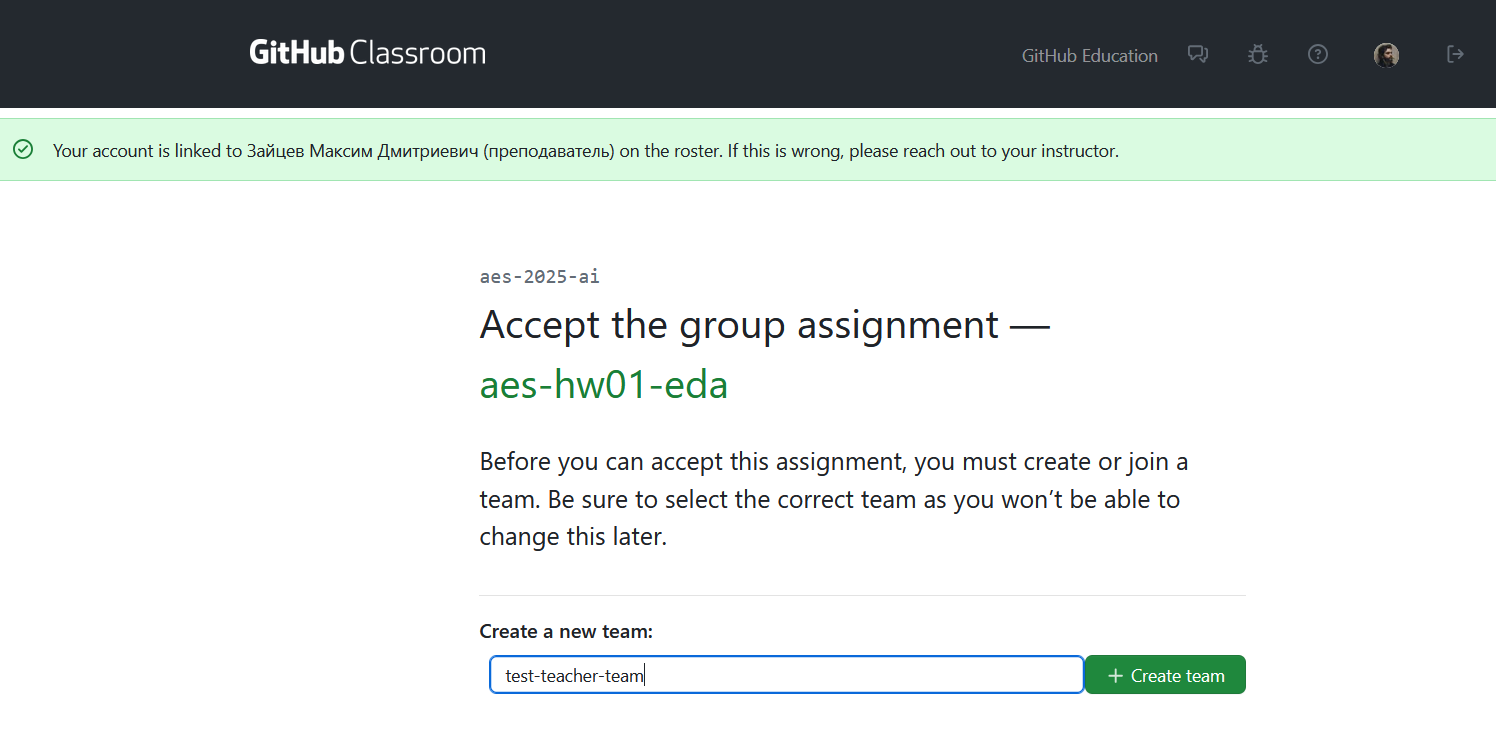 GitHub Classroom
GitHub Education
Your account is linked to Зайцев Максим Дмитриевич (преподаватель) on the roster. If this is wrong, please reach out to your instructor.
aes-2025-ai
Accept the group assignment —
aes-hw01-eda
Before you can accept this assignment, you must create or join a
team. Be sure to select the correct team as you won’t be able to
change this later.
Create a new team:
test-teacher-team
Create team